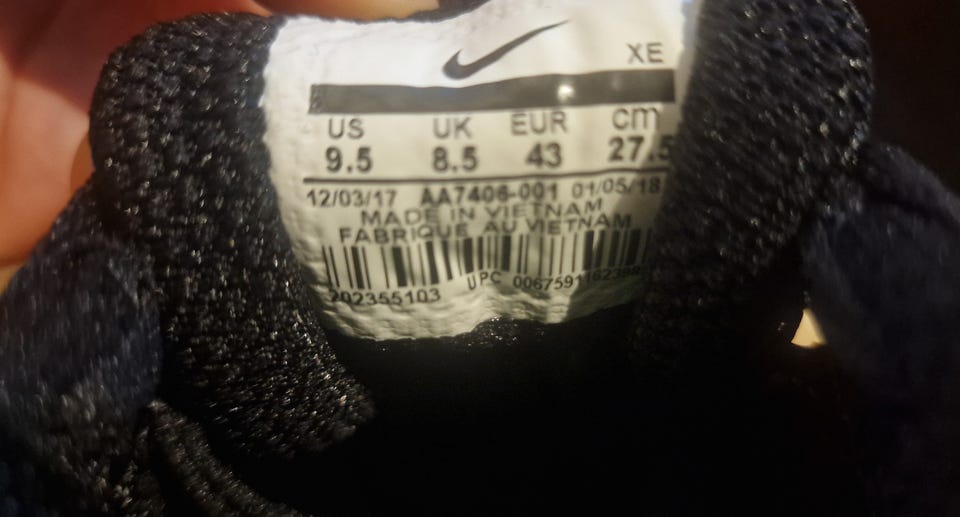 XE
US UK EUR cm
9.5 8.5 43 27.5
12/03/17 AA7406-001 01/05/18
MADE IN VIETNAM
FABRIQUE AU VIETNAM
202355103 UPC